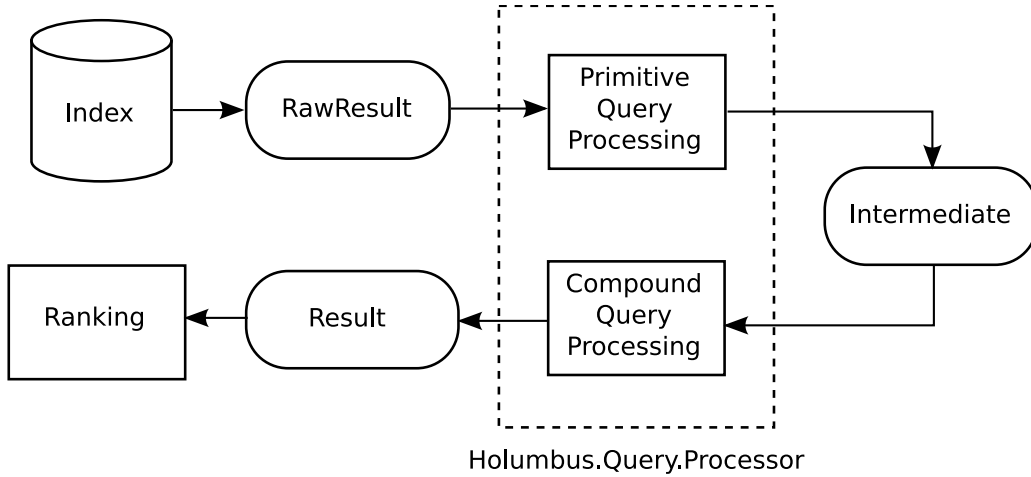 Index
RawResult
Primitive
Query
Processing
Intermediate
Compound
Query
Processing
Result
Ranking
Holumbus.Query.Processor